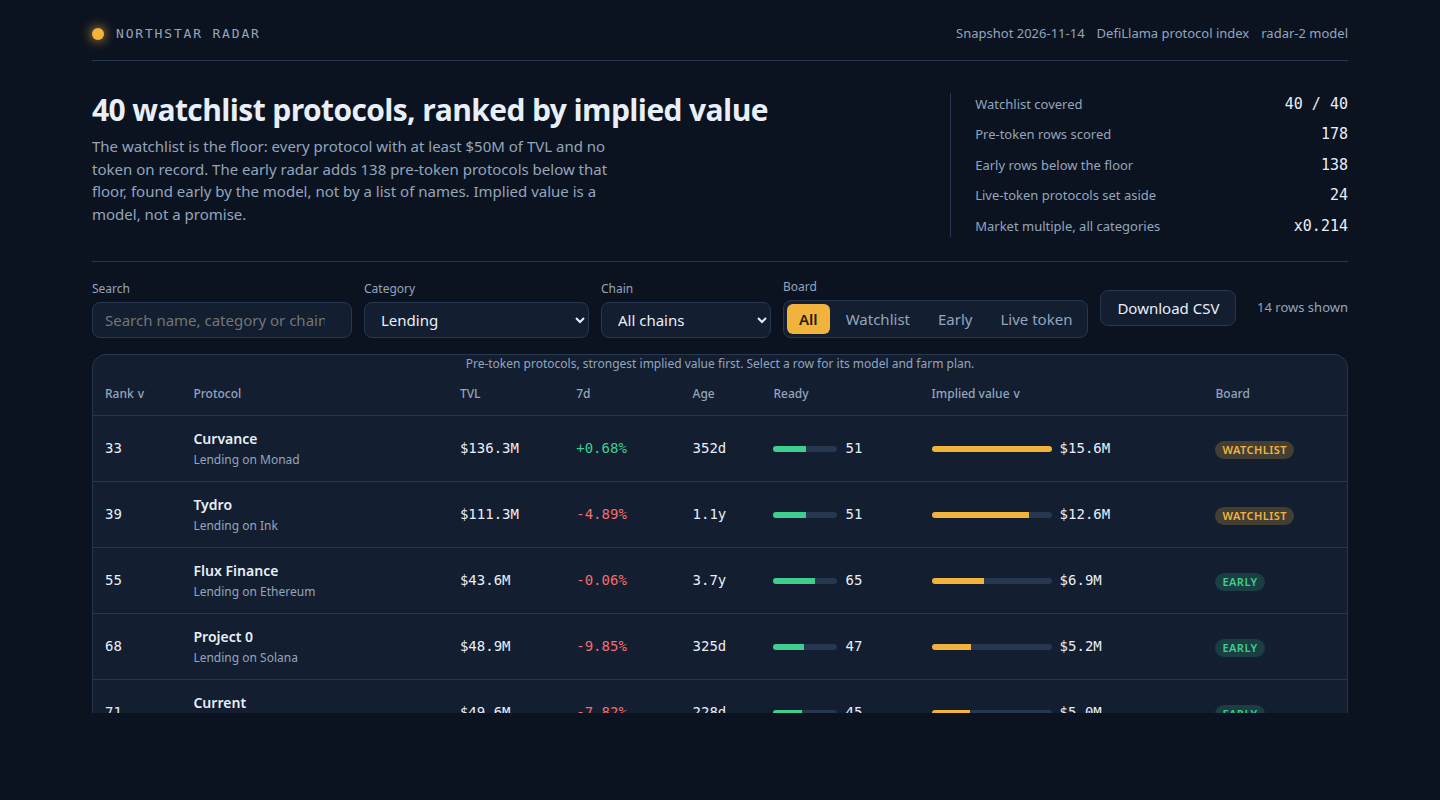 NORTHSTAR RADAR
Snapshot 2026-11-14 DefiLlama protocol index radar-2 model
40 watchlist protocols, ranked by implied value
The watchlist is the floor: every protocol with at least $50M of TVL and no
token on record. The early radar adds 138 pre-token protocols below that
floor, found early by the model, not by a list of names. Implied value is a
model, not a promise.
Watchlist covered 40 / 40
Pre-token rows scored 178
Early rows below the floor 138
Live-token protocols set aside 24
Market multiple, all categories x0.214
Search Category Chain Board
Search name, category or chain Lending All chains All Watchlist Early Live token Download CSV 14 rows shown
Pre-token protocols, strongest implied value first. Select a row for its model and farm plan.
Rank v Protocol TVL 7d Age Ready Implied value v Board
33 Curvance $136.3M +0.68% 352d 51 $15.6M WATCHLIST
Lending on Monad
39 Tydro $111.3M -4.89% 1.1y 51 $12.6M WATCHLIST
Lending on Ink
55 Flux Finance $43.6M -0.06% 3.7y 65 $6.9M EARLY
Lending on Ethereum
68 Project 0 $48.9M -9.85% 325d 47 $5.2M EARLY
Lending on Solana
71 Current $49.6M -7.82% 228d 45 $5.0M EARLY